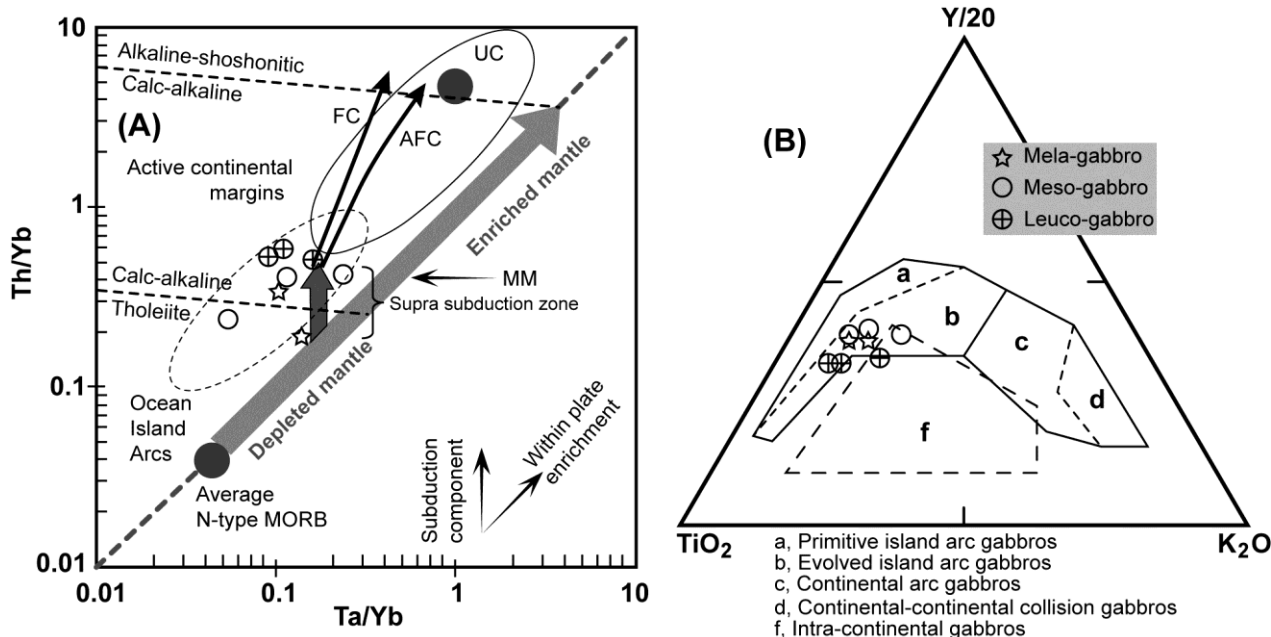 10
Alkaline-shoshonitic
UC
Calc-alkaline
(A)
FC
AFC
Active continental
margins
1
Th/Yb
Enriched mantle
Calc-alkaline
MM
Tholeiite
Supra subduction zone
0.1
Depleted mantle
Ocean
Island
Arcs
Average
N-type MORB
Subduction
component
Within plate
enrichment
0.01
0.01
0.1
1
10
Ta/Yb
Y/20
(B)
Mela-gabbro
Meso-gabbro
Leuco-gabbro
a
b
c
d
f
TiO2
K2O
a, Primitive island arc gabbros
b, Evolved island arc gabbros
c, Continental arc gabbros
d, Continental-continental collision gabbros
f, Intra-continental gabbros